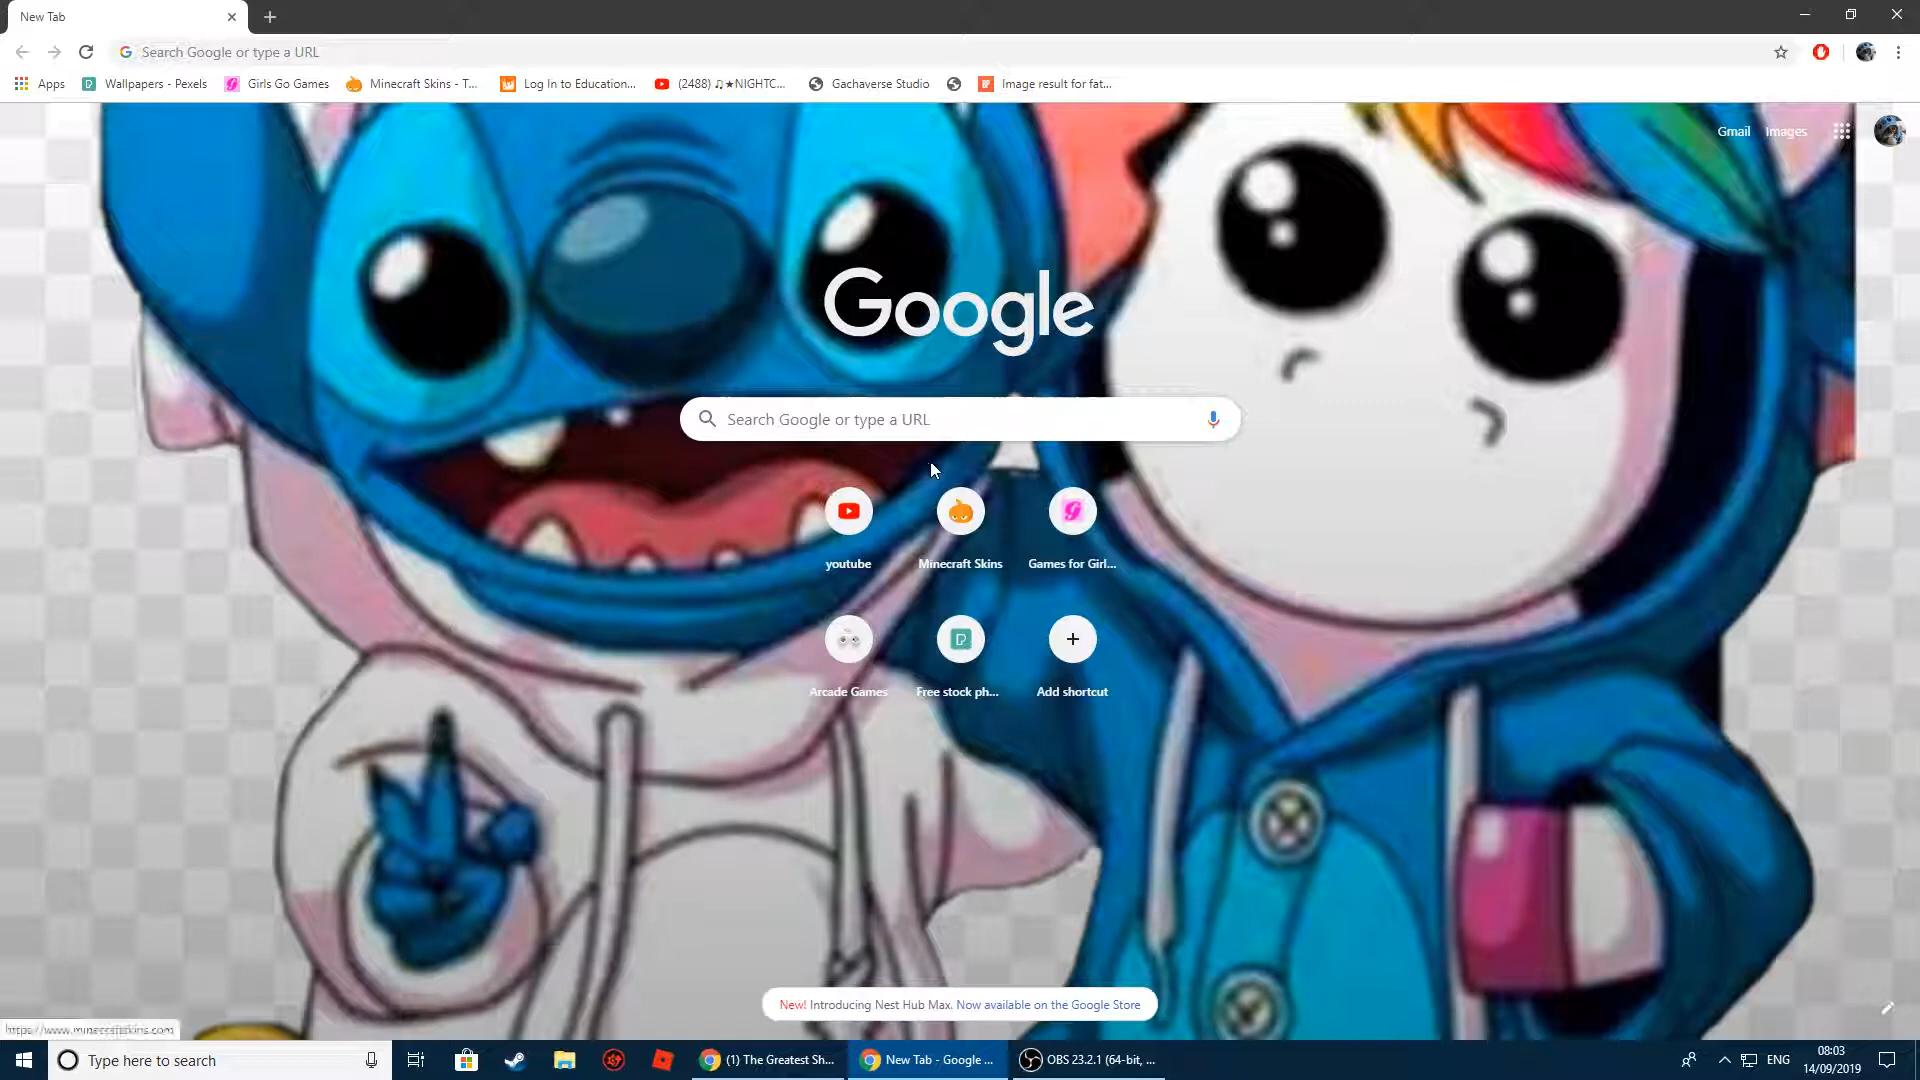 New Tab
Search Google or type a URL
Apps
Wallpapers - Pexels
Girls Go Games
Minecraft Skins - T...
Log In to Education...
(2488) ♫★NIGHTC...
Gachaverse Studio
Image result for fat...
Gmail
Images
Google
Search Google or type a URL
youtube
Minecraft Skins
Games for Girl...
Arcade Games
Free stock ph...
Add shortcut
New! Introducing Nest Hub Max. Now available on the Google Store
https://www.minecraftskins.com
Type here to search
(1) The Greatest Sh...
New Tab - Google ...
OBS 23.2.1 (64-bit, ...
ENG
08:03
14/09/2019